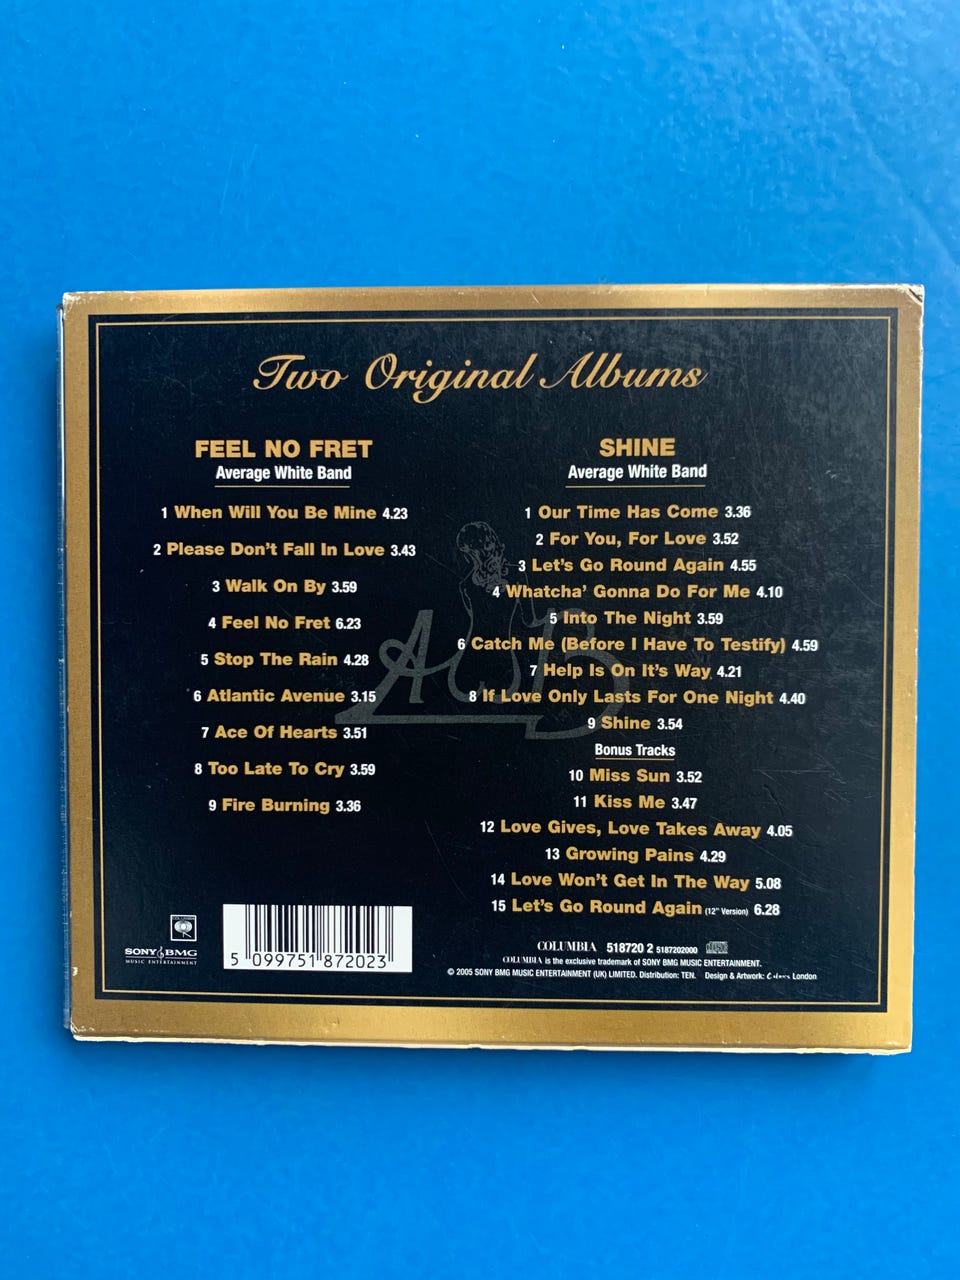 Two Original Albums
FEEL NO FRET
Average White Band
1 When Will You Be Mine 4.23
2 Please Don't Fall In Love 3.43
3 Walk On By 3.59
4 Feel No Fret 6.23
5 Stop The Rain 4.28
6 Atlantic Avenue 3.15
7 Ace Of Hearts 3.51
8 Too Late To Cry 3.59
9 Fire Burning 3.36
SHINE
Average White Band
1 Our Time Has Come 3.36
2 For You, For Love 3.52
3 Let's Go Round Again 4.55
4 Whatcha' Gonna Do For Me 4.10
5 Into The Night 3.59
6 Catch Me (Before I Have To Testify) 4.59
7 Help Is On It's Way 4.21
8 If Love Only Lasts For One Night 4.40
9 Shine 3.54
Bonus Tracks
10 Miss Sun 3.52
11 Kiss Me 3.47
12 Love Gives, Love Takes Away 4.05
13 Growing Pains 4.29
14 Love Won't Get In The Way 5.08
15 Let's Go Round Again (12" Version) 6.28
AWB
COLUMBIA
SONY BMG
MUSIC ENTERTAINMENT
5 099751 872023
COLUMBIA 518720 2 5187202000
COLUMBIA is the exclusive trademark of SONY BMG MUSIC ENTERTAINMENT.
© 2005 SONY BMG MUSIC ENTERTAINMENT (UK) LIMITED. Distribution: TEN. Design & Artwork: London